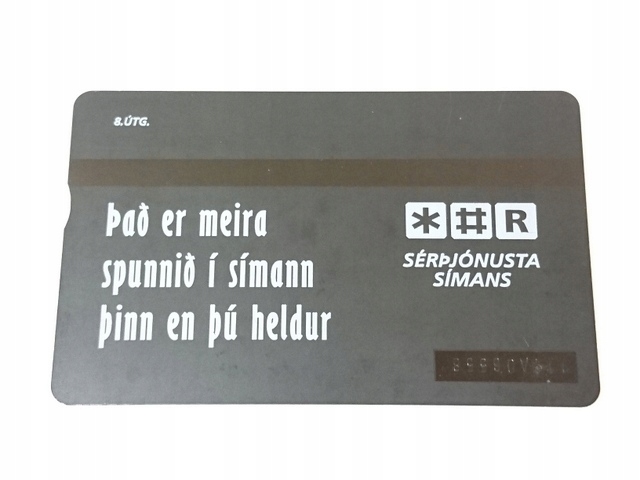 8.ÚTG.
Það er meira
spunnið í símann
þinn en þú heldur
*#R
SÉRÞJÓNUSTA
SÍMANS